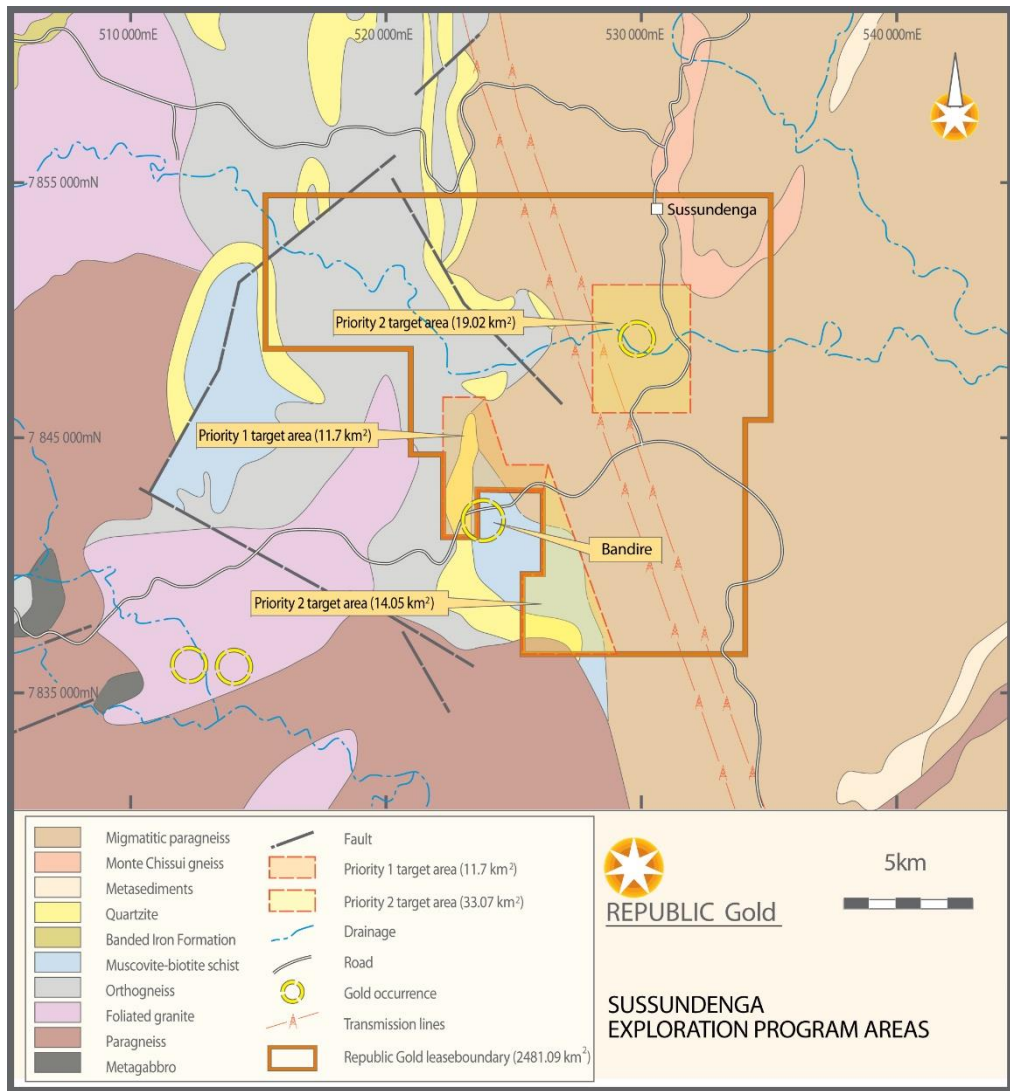 510 000mE
520 000mE
530 000mE
540 000mE
7 855 000mN
Sussundenga
Priority 2 target area (19.02 km²)
7 845 000mN
Priority 1 target area (11.7 km²)
Bandire
Priority 2 target area (14.05 km²)
7 835 000mN
Migmatitic paragneiss
Monte Chissui gneiss
Metasediments
Quartzite
Banded Iron Formation
Muscovite-biotite schist
Orthogneiss
Foliated granite
Paragneiss
Metagabbro
Fault
Priority 1 target area (11.7 km²)
Priority 2 target area (33.07 km²)
Drainage
Road
Gold occurrence
Transmission lines
Republic Gold leaseboundary (2481.09 km²)
REPUBLIC Gold
5km
SUSSUNDENGA
EXPLORATION PROGRAM AREAS